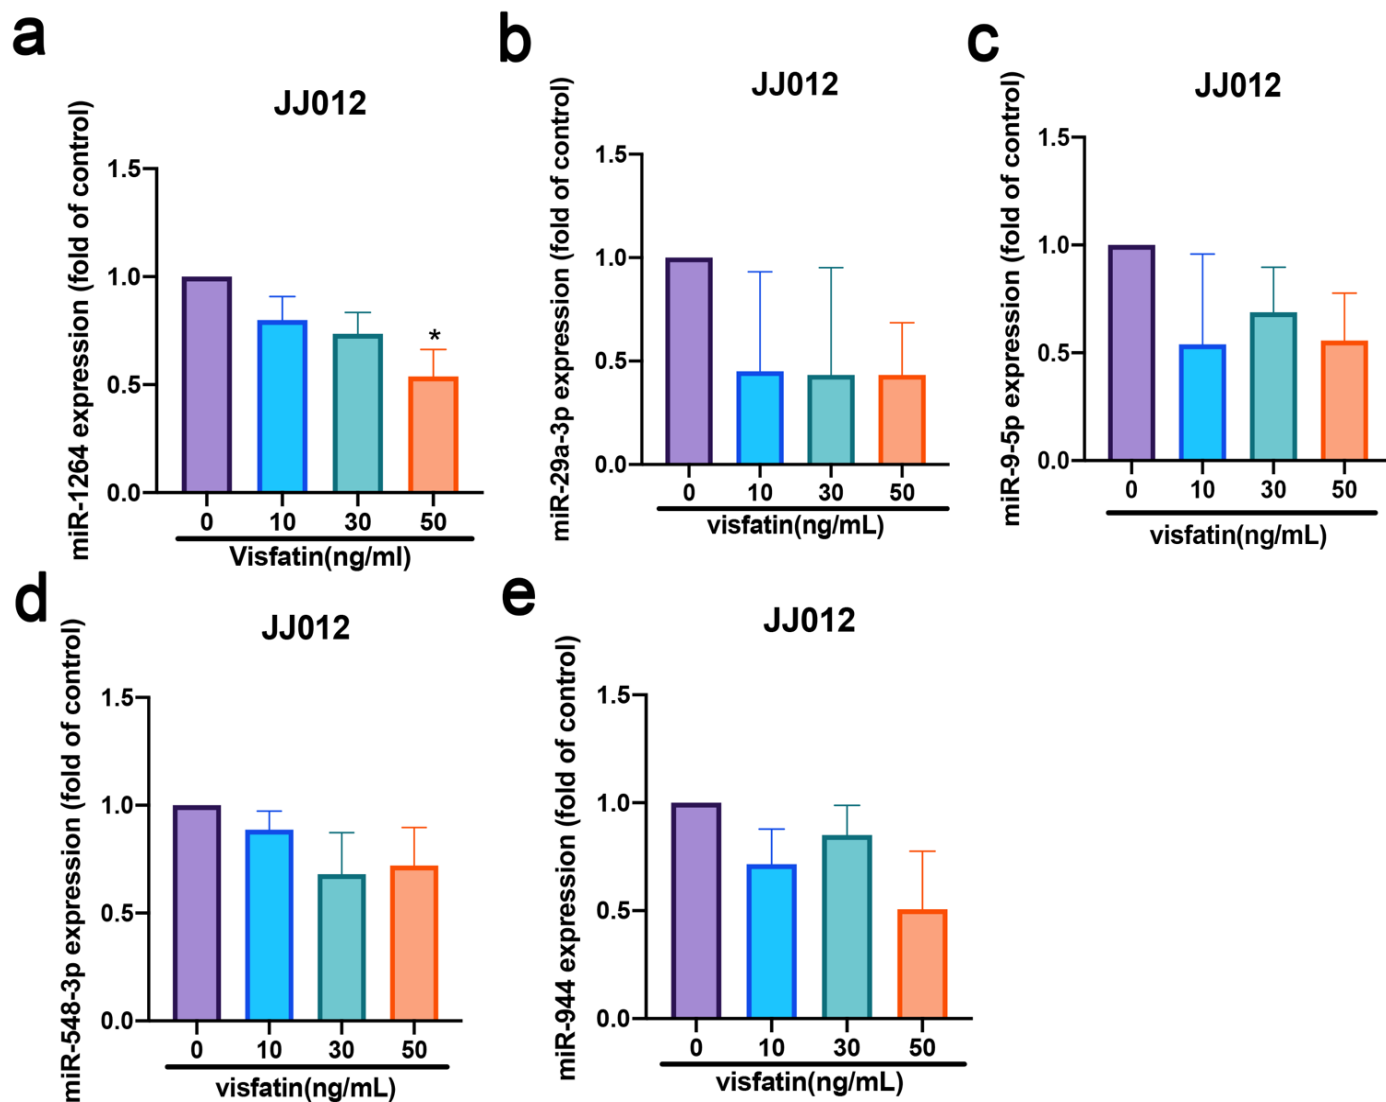 a
JJ012
miR-1264 expression (fold of control)
1.5
1.0
0.5
0.0
*
0 10 30 50
Visfatin(ng/ml)
b
JJ012
miR-29a-3p expression (fold of control)
1.5
1.0
0.5
0.0
0 10 30 50
visfatin(ng/mL)
c
JJ012
miR-9-5p expression (fold of control)
1.5
1.0
0.5
0.0
0 10 30 50
visfatin(ng/mL)
d
JJ012
miR-548-3p expression (fold of control)
1.5
1.0
0.5
0.0
0 10 30 50
visfatin(ng/mL)
e
JJ012
miR-944 expression (fold of control)
1.5
1.0
0.5
0.0
0 10 30 50
visfatin(ng/mL)